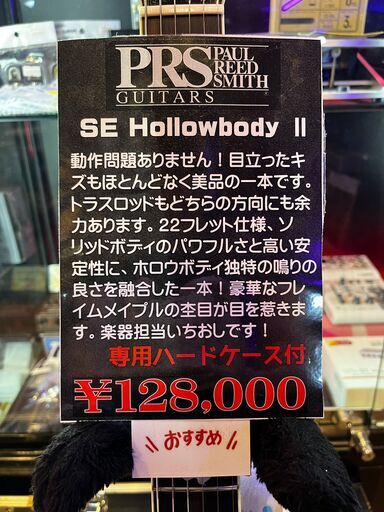 PRS PAUL REED SMITH
GUITARS
SE Hollowbody II
動作問題ありません！目立ったキ
ズもほとんどなく美品の一本です。
トラスロッドもどちらの方向にも余
力あります。22フレット仕様、ソ
リッドボディのパワフルさと高い安
定性に、ホロウボディ独特の鳴りの
良さを融合した一本！豪華なフレ
イムメイプルの杢目が目を惹きま
す。楽器担当いちおしです！
専用ハードケース付
¥128,000
おすすめ